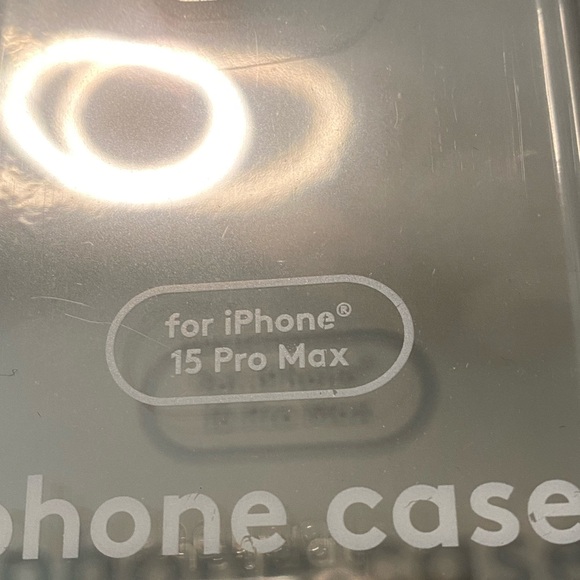 for iPhone®
15 Pro Max
phone case